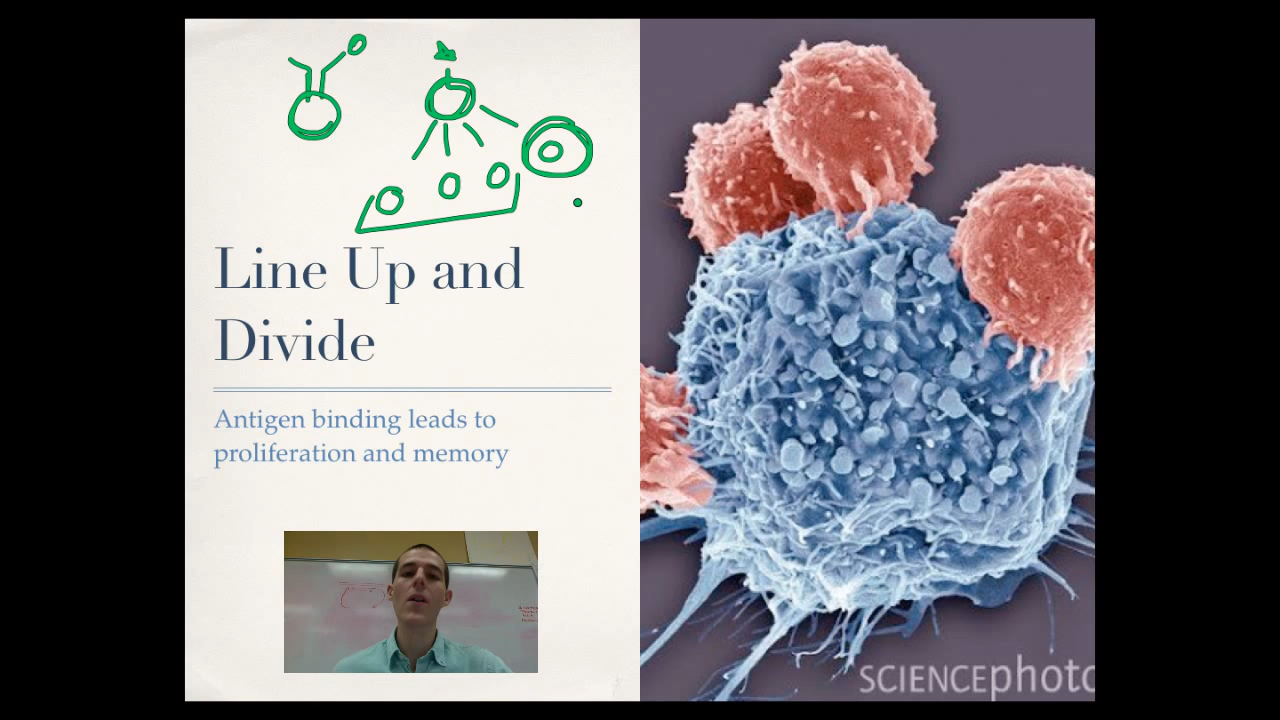 Line Up and
Divide
Antigen binding leads to
proliferation and memory
SCIENCEphoto